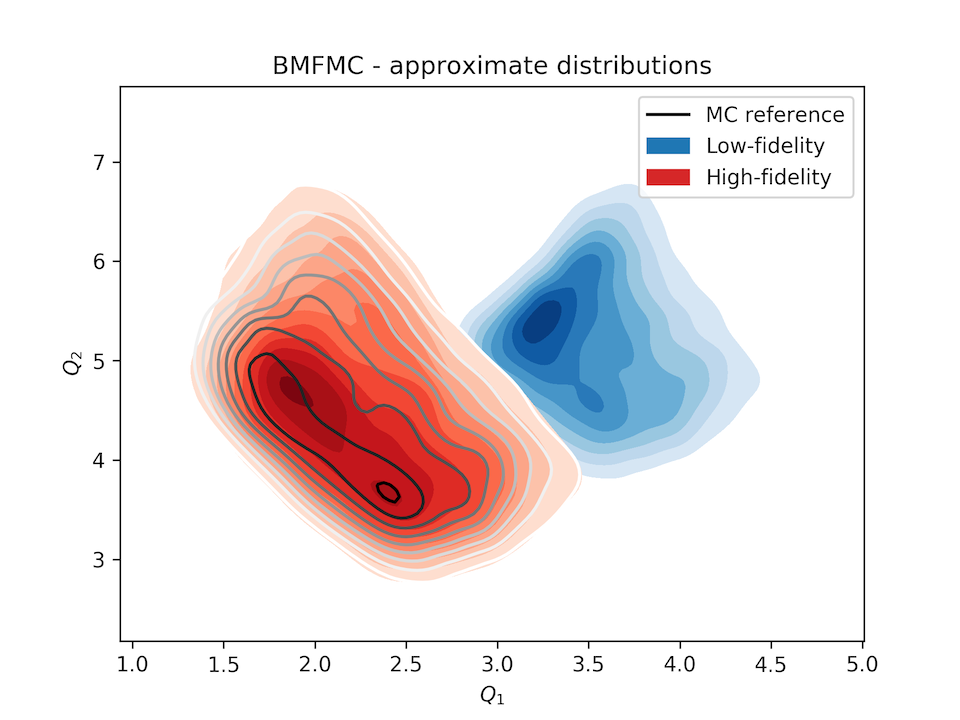 BMFMC - approximate distributions
MC reference
Low-fidelity
High-fidelity
7
6
5
4
3
Q₂
1.0 1.5 2.0 2.5 3.0 3.5 4.0 4.5 5.0
Q₁